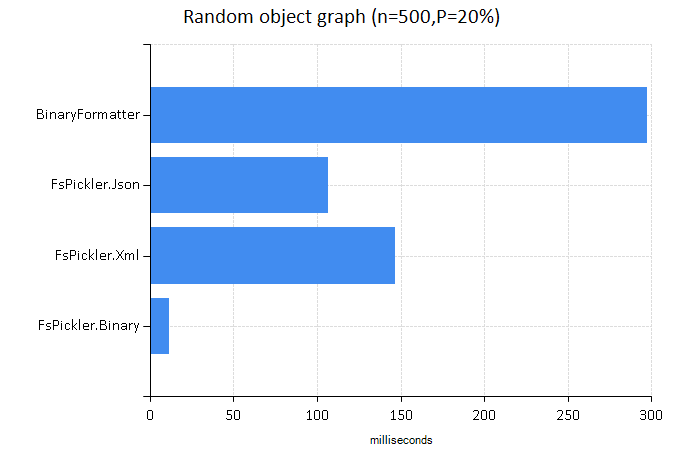 Random object graph (n=500,P=20%)
BinaryFormatter
FsPickler.Json
FsPickler.Xml
FsPickler.Binary
0 50 100 150 200 250 300
milliseconds